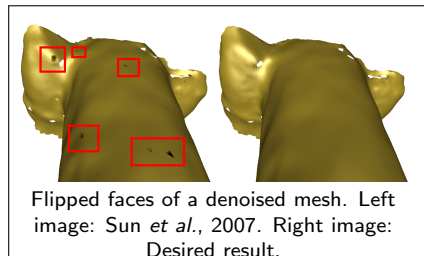 Flipped faces of a denoised mesh. Left
image: Sun et al., 2007. Right image:
Desired result.